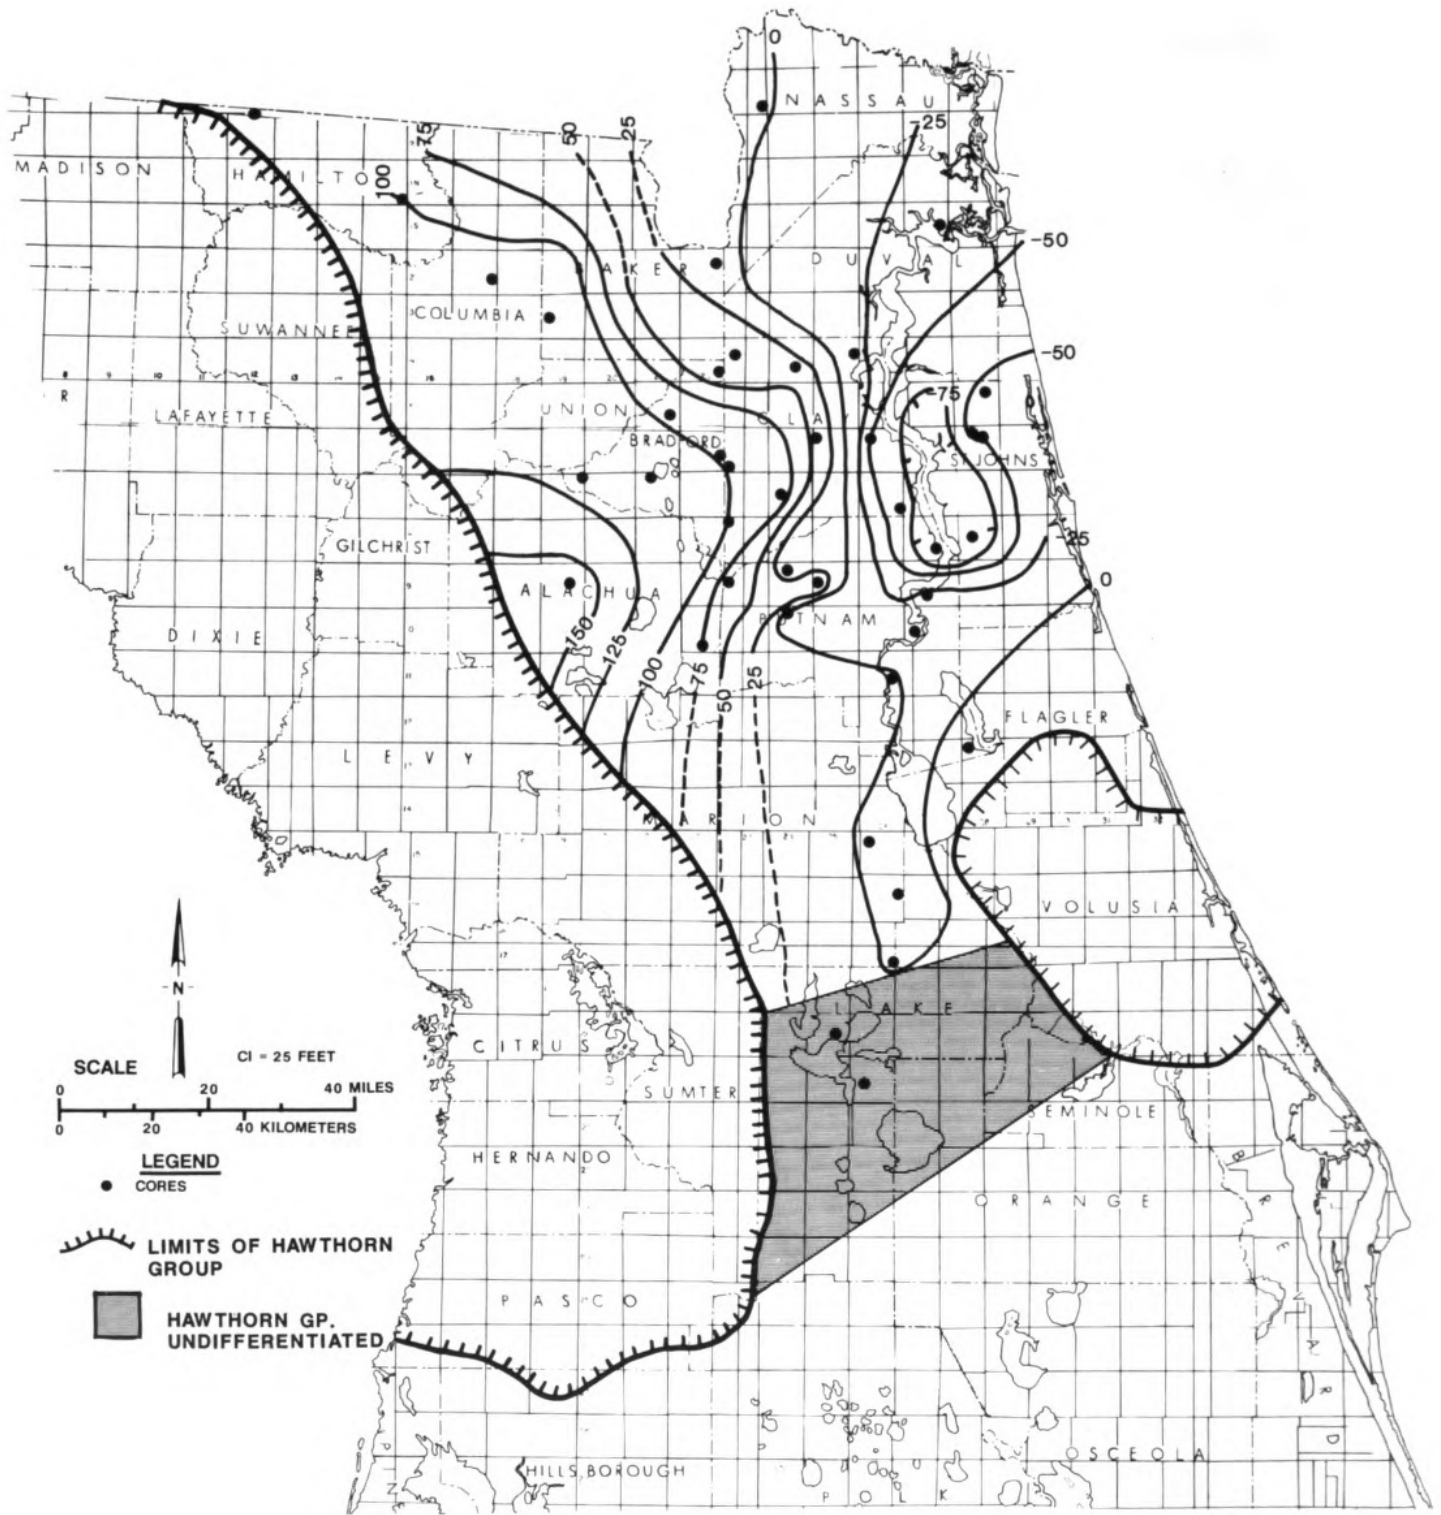 0
NASSAU
-25
75
50
25
MADISON
HAMILTO
100
-50
DUVAL
BAKER
COLUMBIA
SUWANNEE
-50
-75
R
LAFAYETTE
UNION
CLAY
BRADFORD
ST JOHNS
GILCHRIST
-25
0
ALACHUA
PUTNAM
DIXIE
150
125
100
75
50
25
FLAGLER
LEVY
MARION
VOLUSIA
N
LAKE
CITRUS
SCALE
CI = 25 FEET
0 20 40 MILES
0 20 40 KILOMETERS
SUMTER
SEMINOLE
LEGEND
CORES
HERNANDO
ORANGE
LIMITS OF HAWTHORN
GROUP
PASCO
HAWTHORN GP.
UNDIFFERENTIATED
OSCEOLA
HILLSBOROUGH
POLK